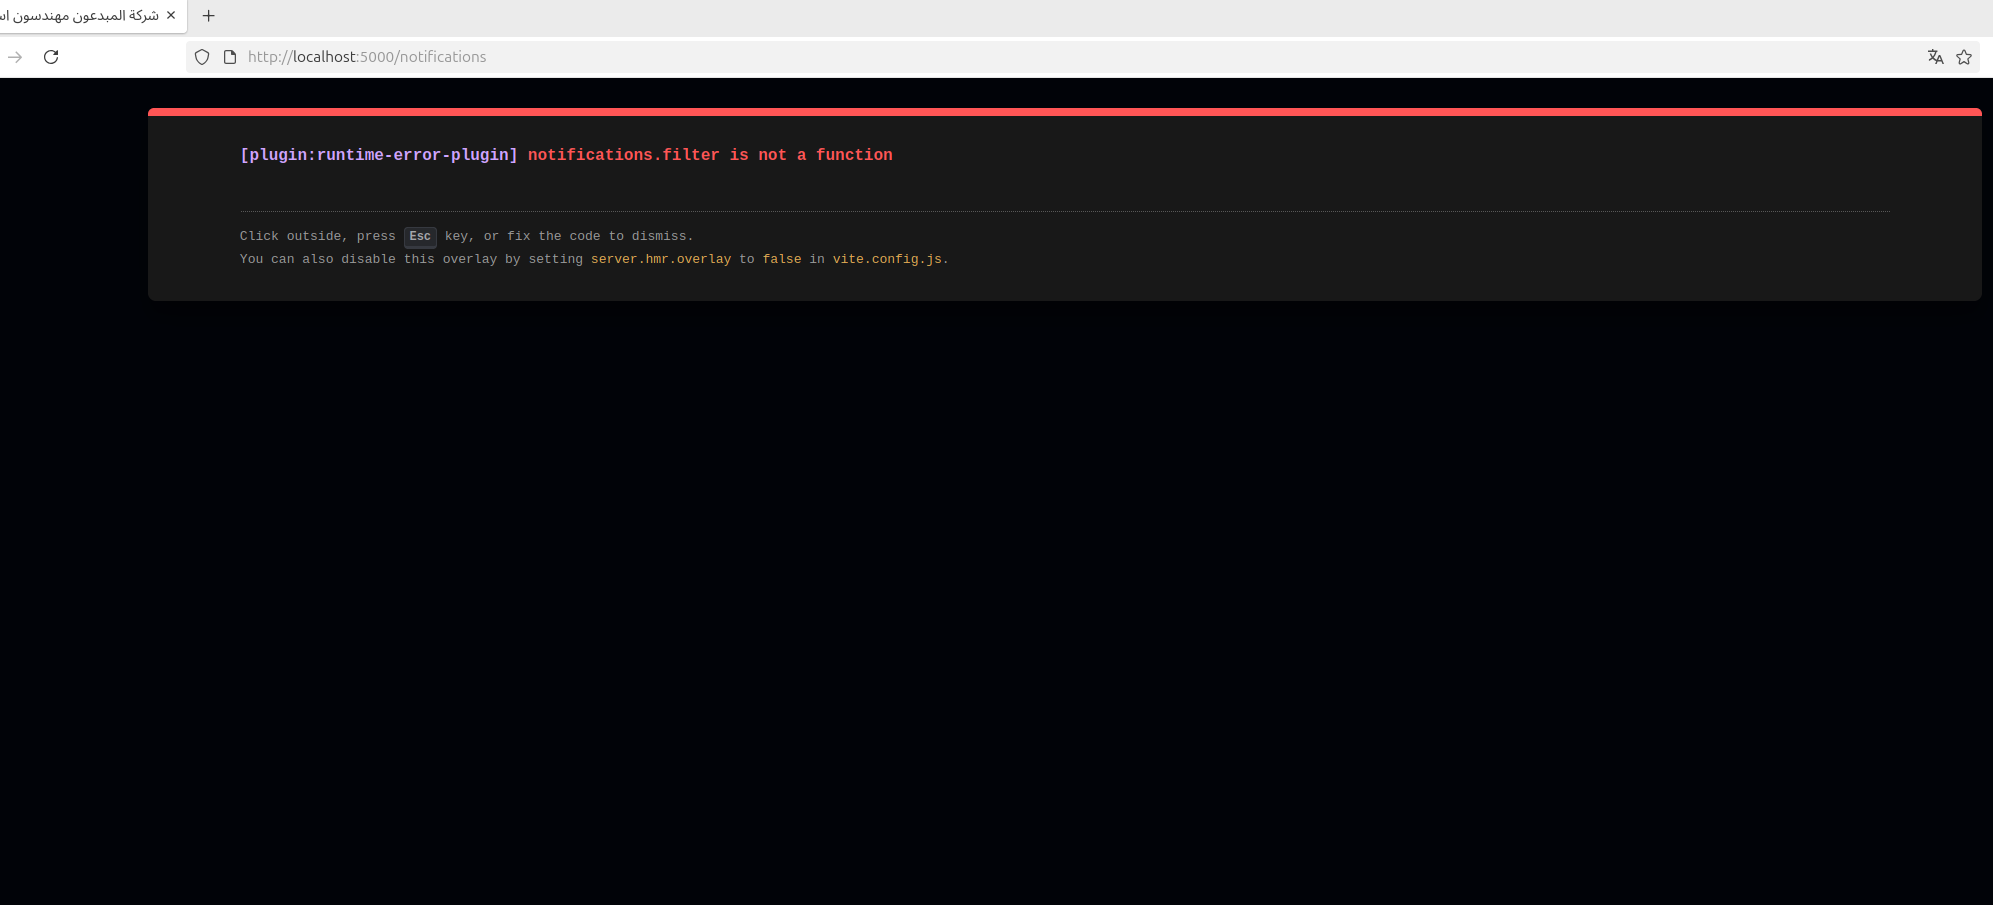 شركة المبدعون مهندسون
http://localhost:5000/notifications
[plugin:runtime-error-plugin] notifications.filter is not a function
Click outside, press Esc key, or fix the code to dismiss.
You can also disable this overlay by setting server.hmr.overlay to false in vite.config.js.